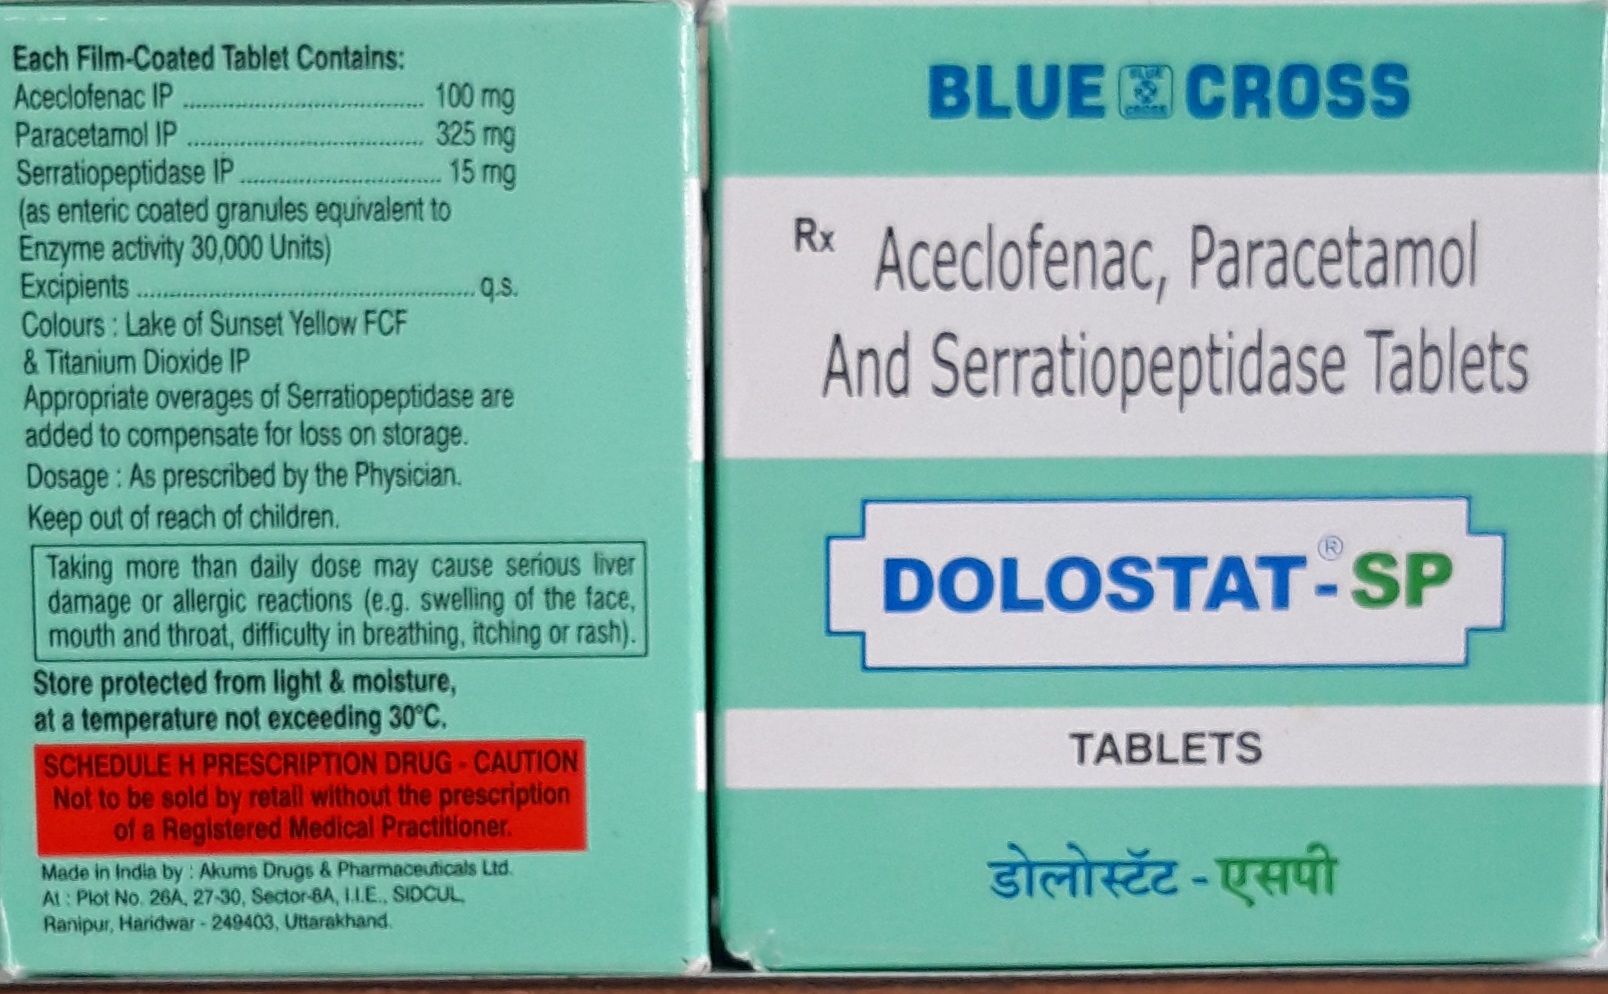 Each Film-Coated Tablet Contains:
Aceclofenac IP ..................................... 100 mg
Paracetamol IP .................................... 325 mg
Serratiopeptidase IP ............................... 15 mg
(as enteric coated granules equivalent to
Enzyme activity 30,000 Units)
Excipients .................................................. q.s.
Colours : Lake of Sunset Yellow FCF
& Titanium Dioxide IP
Appropriate overages of Serratiopeptidase are
added to compensate for loss on storage.
Dosage : As prescribed by the Physician.
Keep out of reach of children.
Taking more than daily dose may cause serious liver
damage or allergic reactions (e.g. swelling of the face,
mouth and throat, difficulty in breathing, itching or rash).
Store protected from light & moisture,
at a temperature not exceeding 30°C.
SCHEDULE H PRESCRIPTION DRUG - CAUTION
Not to be sold by retail without the prescription
of a Registered Medical Practitioner.
Made in India by : Akums Drugs & Pharmaceuticals Ltd.
At : Plot No. 26A, 27-30, Sector-8A, I.I.E., SIDCUL,
Ranipur, Haridwar - 249403, Uttarakhand.
BLUE BLUE CROSS CROSS
Rx Aceclofenac, Paracetamol
And Serratiopeptidase Tablets
DOLOSTAT®-SP
TABLETS
डोलोस्टॅट - एसपी